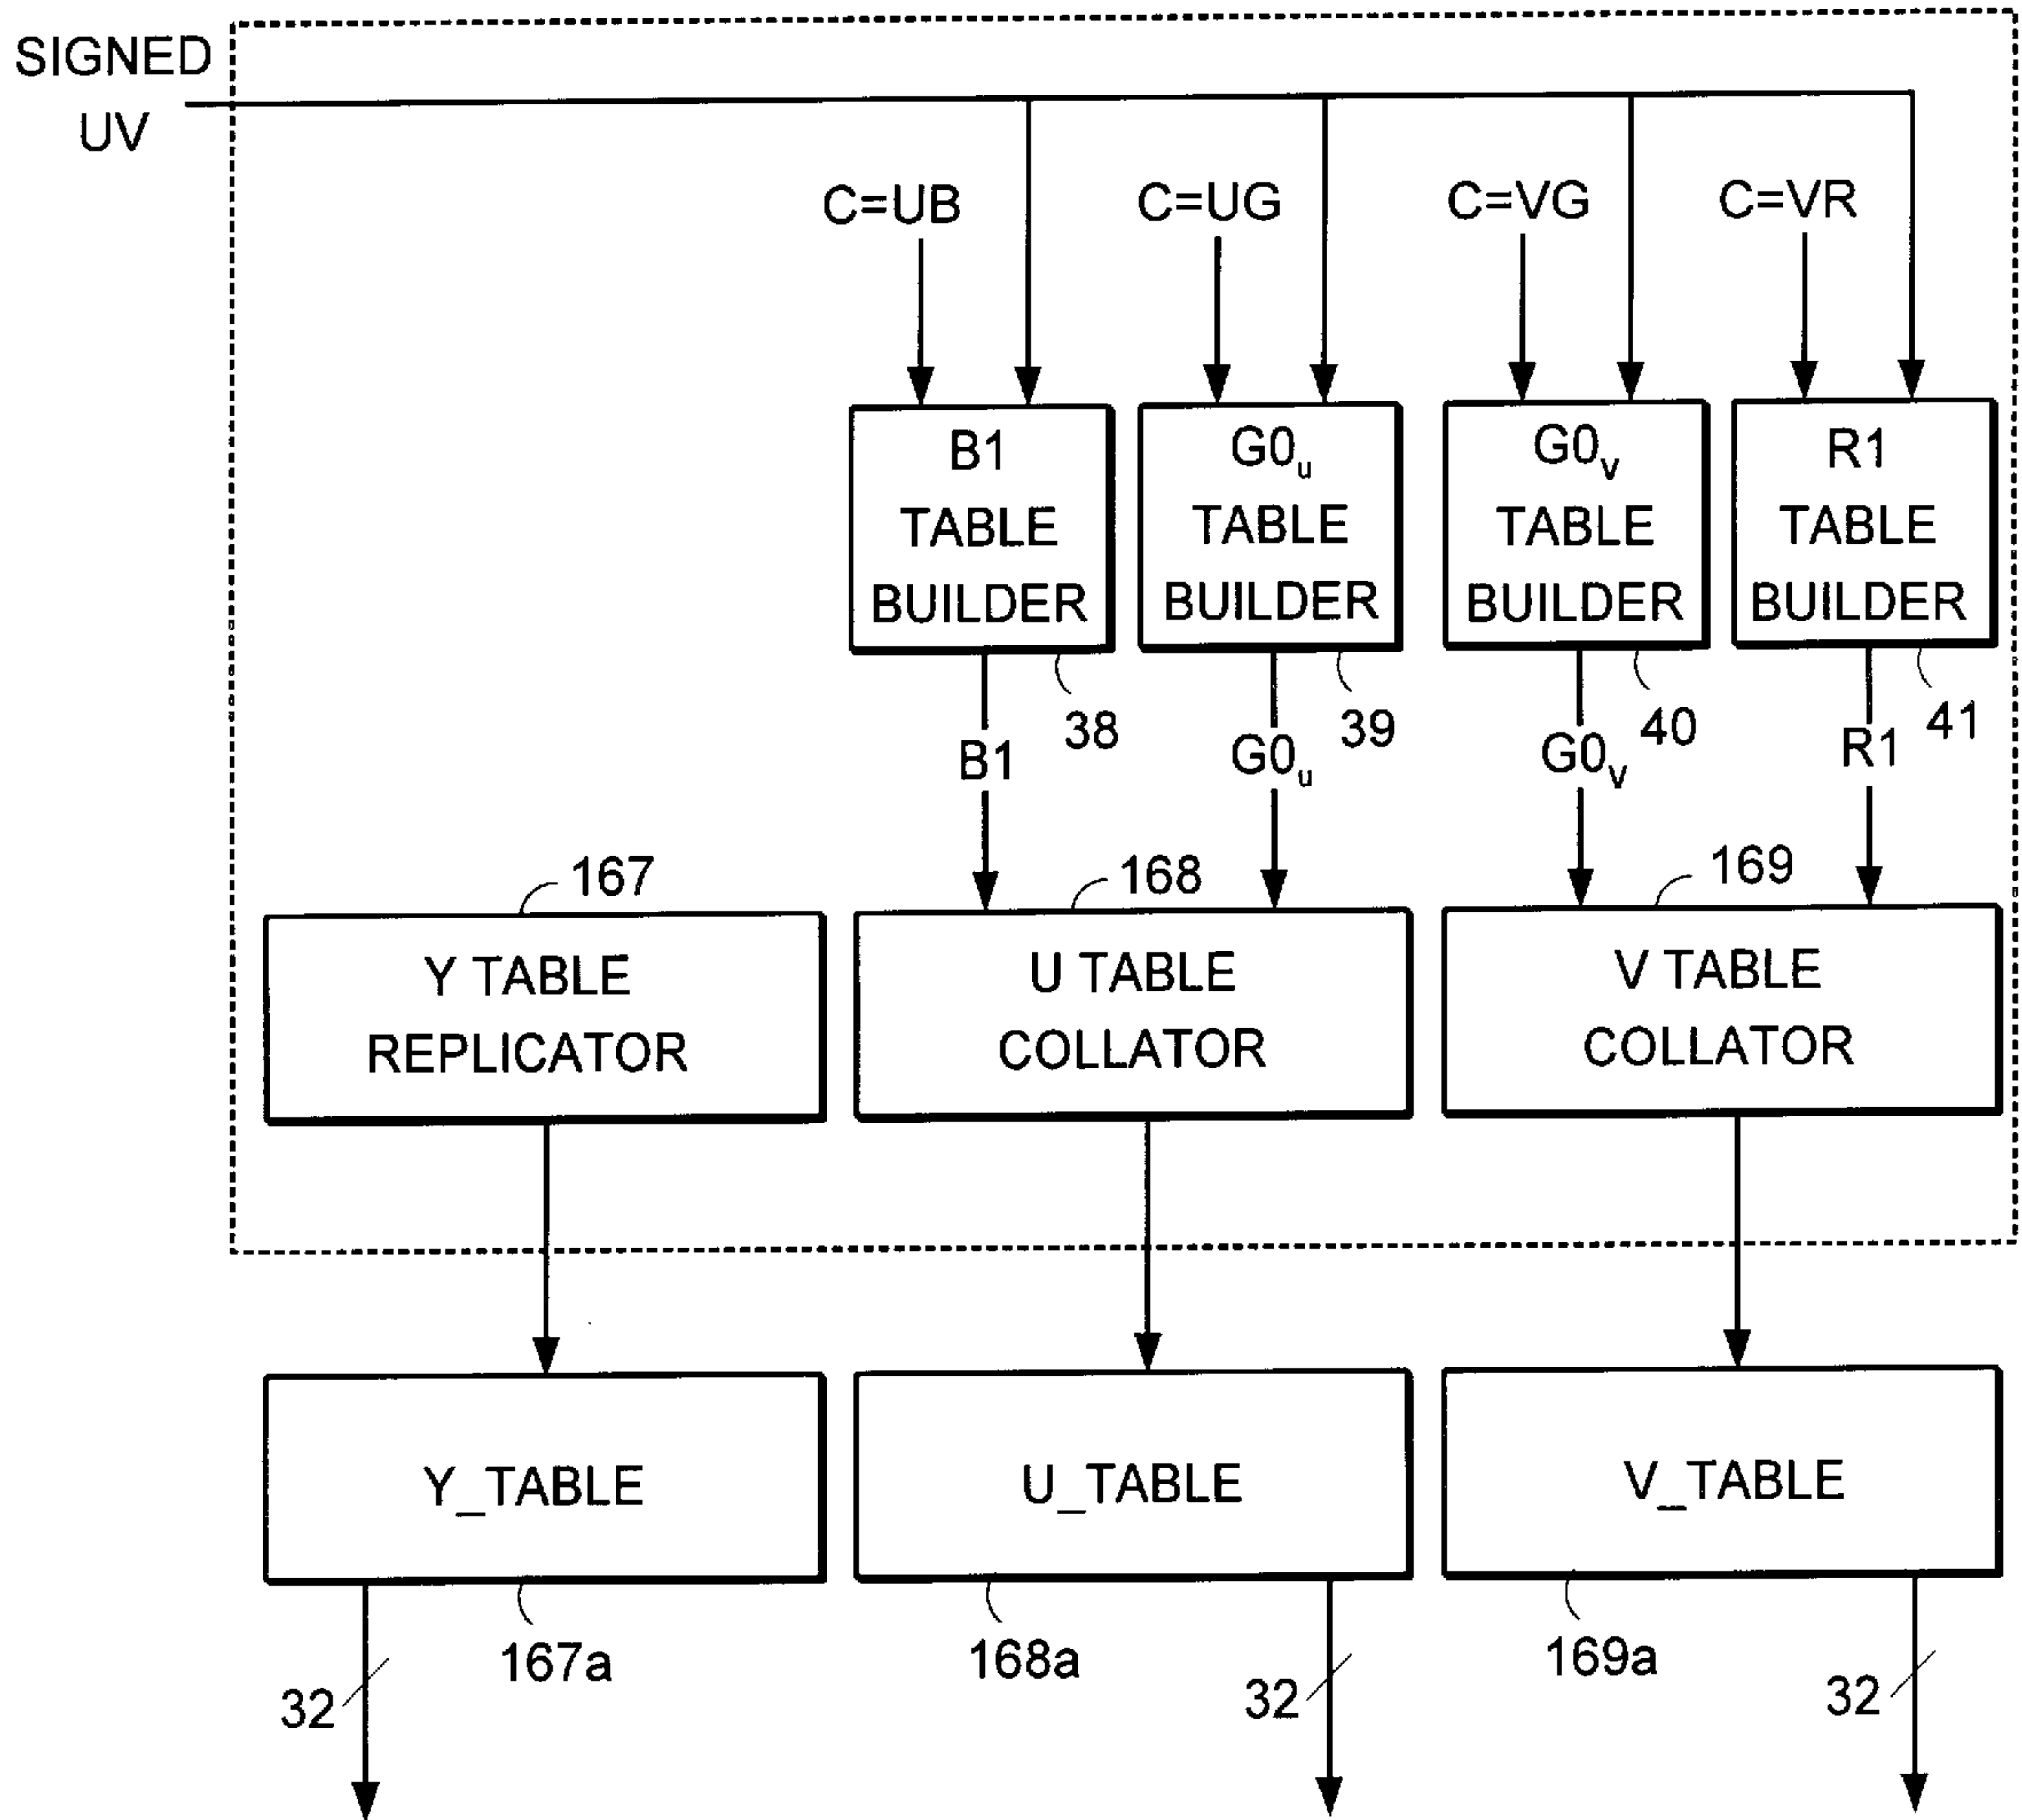 SIGNED
UV
C=UB
C=UG
C=VG
C=VR
B1
TABLE
BUILDER
G0u
TABLE
BUILDER
G0v
TABLE
BUILDER
R1
TABLE
BUILDER
38
39
40
41
B1
G0u
G0v
R1
167
168
169
Y TABLE
REPLICATOR
U TABLE
COLLATOR
V TABLE
COLLATOR
Y_TABLE
U_TABLE
V_TABLE
167a
168a
169a
32
32
32